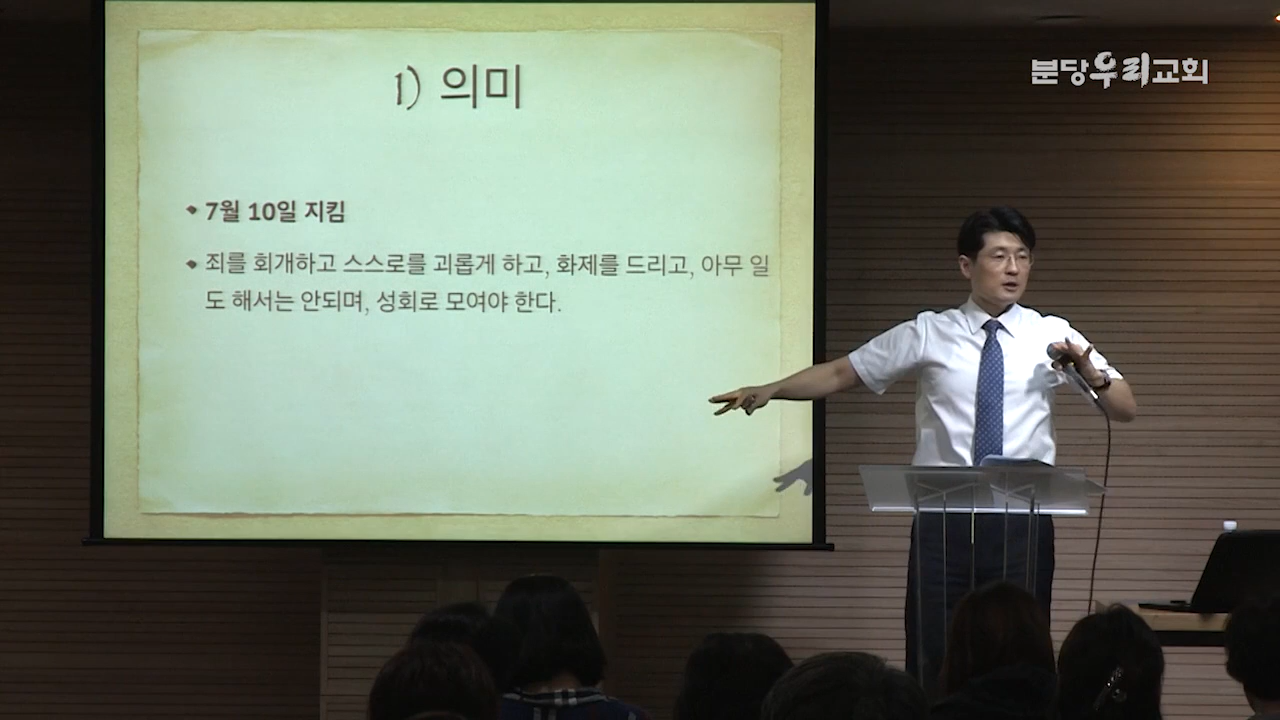 분당우리교회
1) 의미
• 7월 10일 지킴
• 죄를 회개하고 스스로를 괴롭게 하고, 화제를 드리고, 아무 일
도 해서는 안되며, 성회로 모여야 한다.